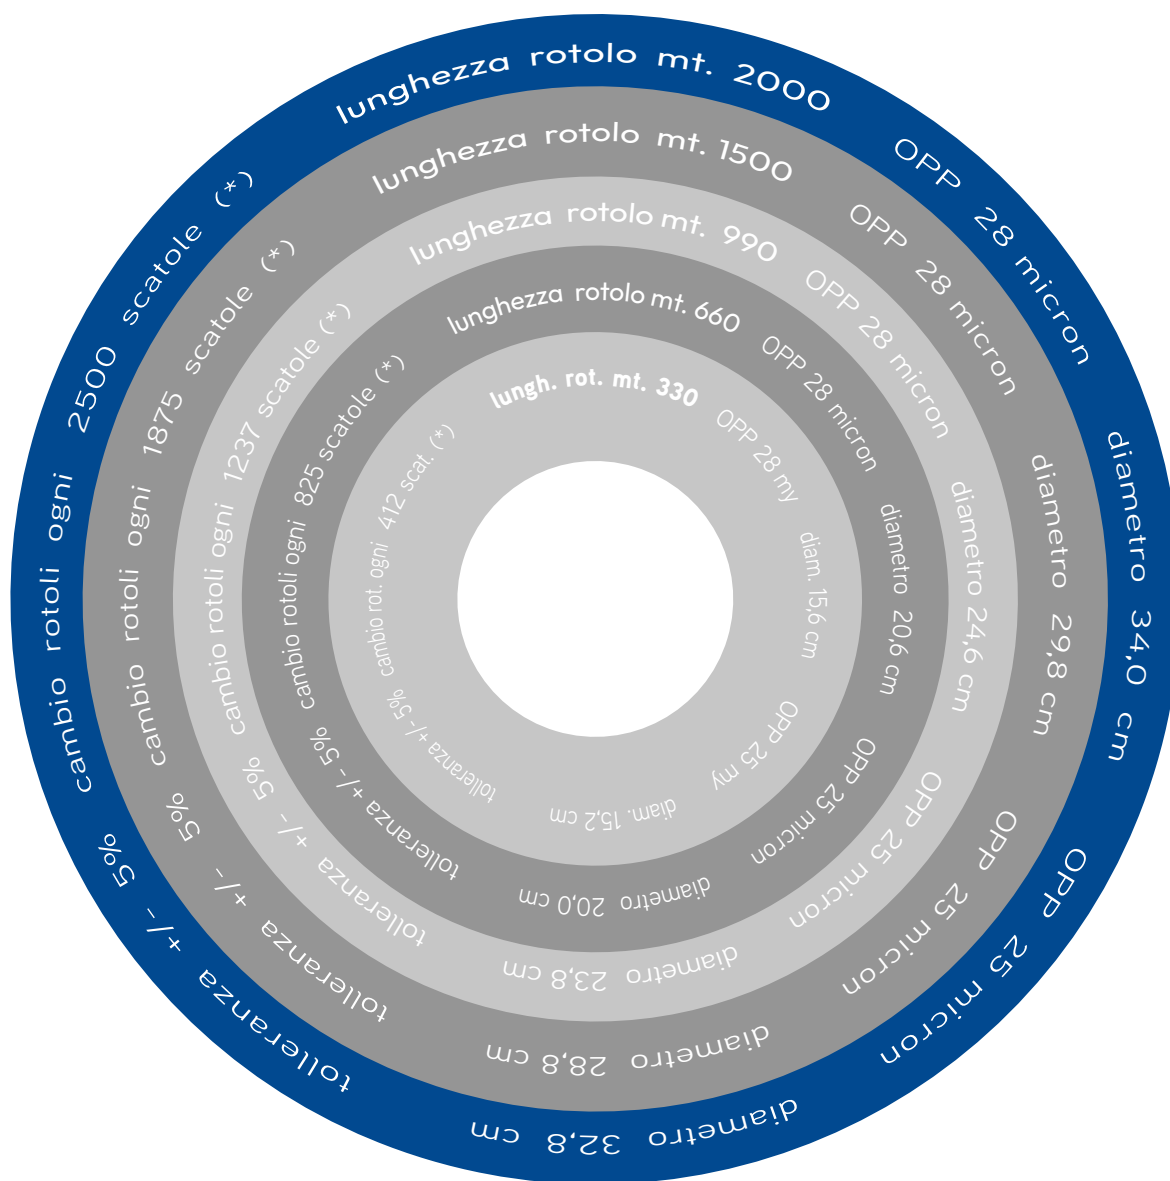 lunghezza rotolo mt. 2000 OPP 28 micron diametro 34,0 cm OPP 25 micron diametro 32,8 cm tolleranza +/- 5% cambio rotoli ogni 2500 scatole (*)
lunghezza rotolo mt. 1500 OPP 28 micron diametro 29,8 cm OPP 25 micron diametro 28,8 cm tolleranza +/- 5% cambio rotoli ogni 1875 scatole (*)
lunghezza rotolo mt. 990 OPP 28 micron diametro 24,6 cm OPP 25 micron diametro 23,8 cm tolleranza +/- 5% cambio rotoli ogni 1237 scatole (*)
lunghezza rotolo mt. 660 OPP 28 micron diametro 20,6 cm OPP 25 micron diametro 20,0 cm tolleranza +/- 5% cambio rotoli ogni 825 scatole (*)
lungh. rot. mt. 330 OPP 28 my diam. 15,6 cm OPP 25 my diam. 15,2 cm tolleranza +/- 5% cambio rot. ogni 412 scat. (*)